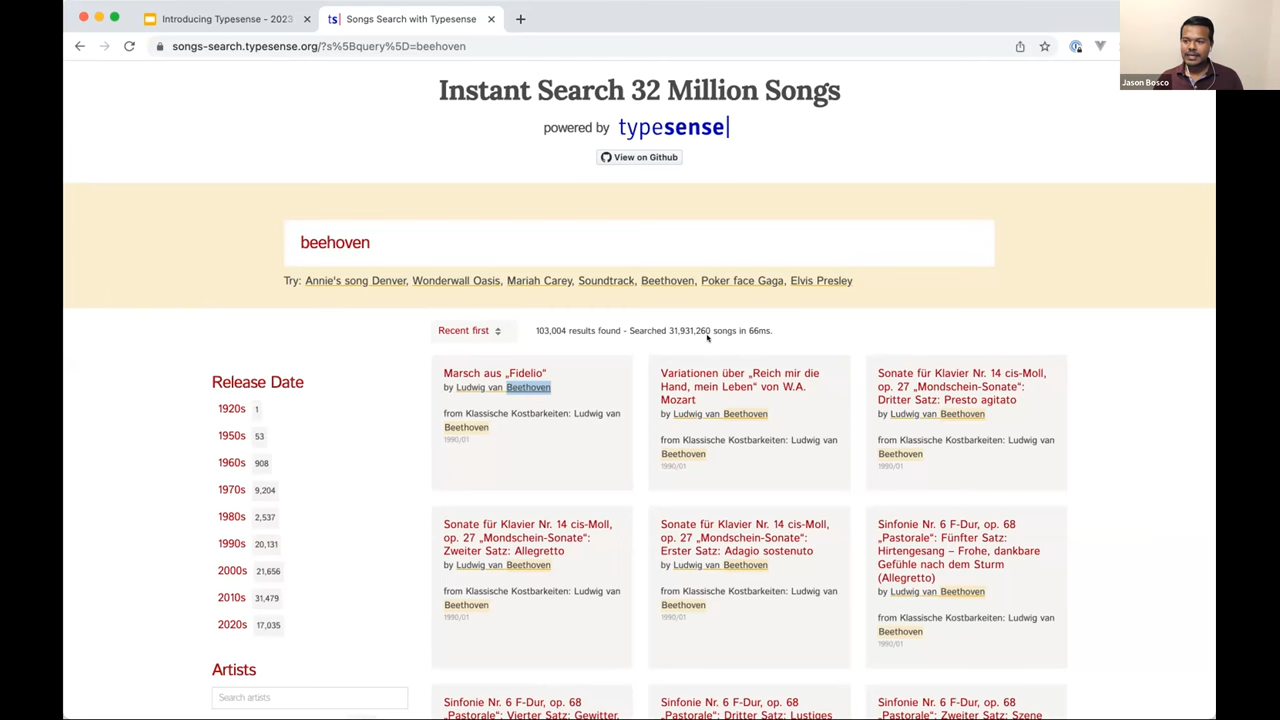 Introducing Typesense - 2023
Songs Search with Typesense
songs-search.typesense.org/?s%5Bquery%5D=beehoven
Jason Bosco
Instant Search 32 Million Songs
powered by typesense|
View on Github
beehoven
Try: Annie's song Denver, Wonderwall Oasis, Mariah Carey, Soundtrack, Beethoven, Poker face Gaga, Elvis Presley
Recent first
103,004 results found - Searched 31,931,260 songs in 66ms.
Release Date
1920s 1
1950s 53
1960s 908
1970s 9,204
1980s 2,537
1990s 20,131
2000s 21,656
2010s 31,479
2020s 17,035
Artists
Search artists
Marsch aus „Fidelio“
by Ludwig van Beethoven
from Klassische Kostbarkeiten: Ludwig van
Beethoven
1990/01
Variationen über „Reich mir die
Hand, mein Leben“ von W.A.
Mozart
by Ludwig van Beethoven
from Klassische Kostbarkeiten: Ludwig van
Beethoven
1990/01
Sonate für Klavier Nr. 14 cis-Moll,
op. 27 „Mondschein-Sonate“:
Dritter Satz: Presto agitato
by Ludwig van Beethoven
from Klassische Kostbarkeiten: Ludwig van
Beethoven
1990/01
Sonate für Klavier Nr. 14 cis-Moll,
op. 27 „Mondschein-Sonate“:
Zweiter Satz: Allegretto
by Ludwig van Beethoven
from Klassische Kostbarkeiten: Ludwig van
Beethoven
1990/01
Sonate für Klavier Nr. 14 cis-Moll,
op. 27 „Mondschein-Sonate“:
Erster Satz: Adagio sostenuto
by Ludwig van Beethoven
from Klassische Kostbarkeiten: Ludwig van
Beethoven
1990/01
Sinfonie Nr. 6 F-Dur, op. 68
„Pastorale“: Fünfter Satz:
Hirtengesang – Frohe, dankbare
Gefühle nach dem Sturm
(Allegretto)
by Ludwig van Beethoven
from Klassische Kostbarkeiten: Ludwig van
Beethoven
1990/01
Sinfonie Nr. 6 F-Dur, op. 68
„Pastorale“: Vierter Satz: Gewitter,
Sinfonie Nr. 6 F-Dur, op. 68
„Pastorale“: Dritter Satz: Lustiges
Sinfonie Nr. 6 F-Dur, op. 68
„Pastorale“: Zweiter Satz: Szene